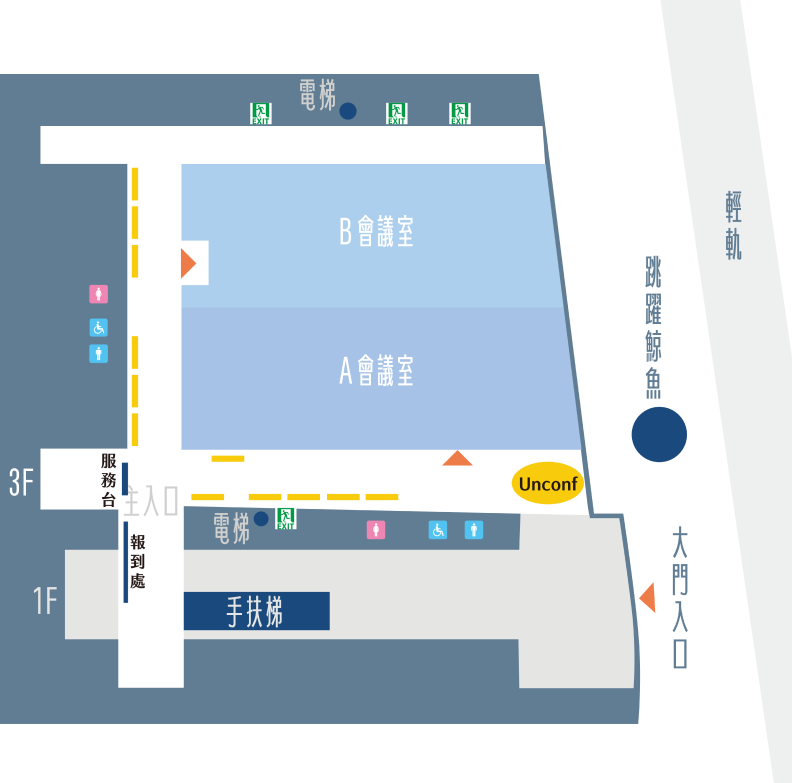 電梯
EXIT
EXIT
EXIT
輕軌
B 會議室
跳躍鯨魚
A 會議室
3F
服務台
主入口
Unconf
電梯
EXIT
報到處
大門入口
1F
手扶梯